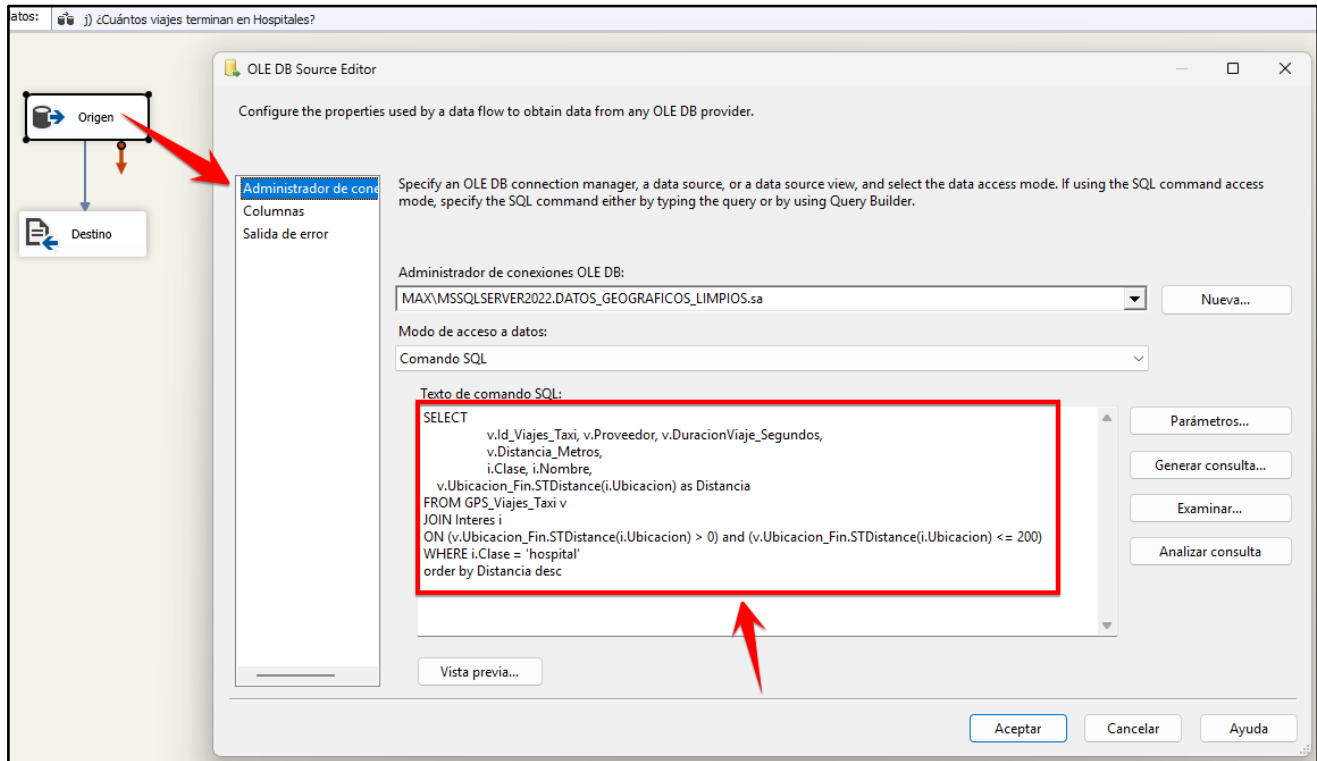 atos:
j) ¿Cuántos viajes terminan en Hospitales?
OLE DB Source Editor
Configure the properties used by a data flow to obtain data from any OLE DB provider.
Origen
Destino
Administrador de cone
Columnas
Salida de error
Specify an OLE DB connection manager, a data source, or a data source view, and select the data access mode. If using the SQL command access
mode, specify the SQL command either by typing the query or by using Query Builder.
Administrador de conexiones OLE DB:
MAX\MSSQLSERVER2022.DATOS_GEOGRAFICOS_LIMPIOS.sa
Nueva...
Modo de acceso a datos:
Comando SQL
Texto de comando SQL:
SELECT
v.Id_Viajes_Taxi, v.Proveedor, v.DuracionViaje_Segundos,
v.Distancia_Metros,
i.Clase, i.Nombre,
v.Ubicacion_Fin.STDistance(i.Ubicacion) as Distancia
FROM GPS_Viajes_Taxi v
JOIN Interes i
ON (v.Ubicacion_Fin.STDistance(i.Ubicacion) > 0) and (v.Ubicacion_Fin.STDistance(i.Ubicacion) <= 200)
WHERE i.Clase = 'hospital'
order by Distancia desc
Parámetros...
Generar consulta...
Examinar...
Analizar consulta
Vista previa...
Aceptar
Cancelar
Ayuda